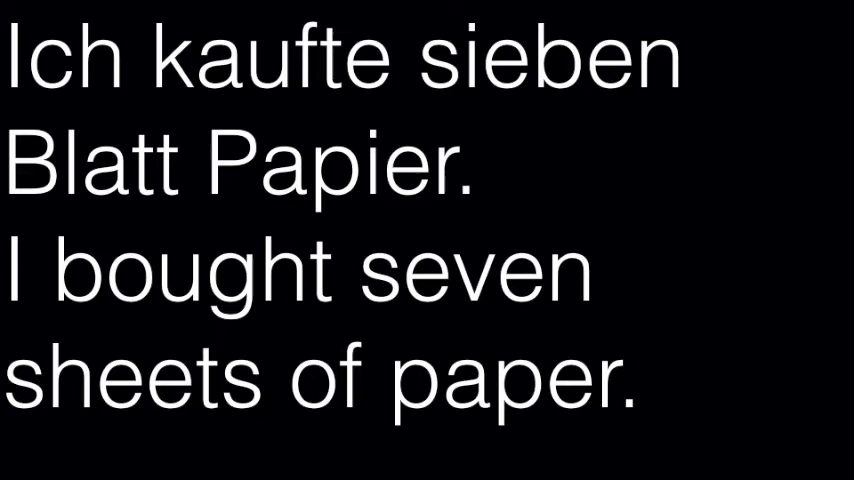 Ich kaufte sieben
Blatt Papier.
I bought seven
sheets of paper.